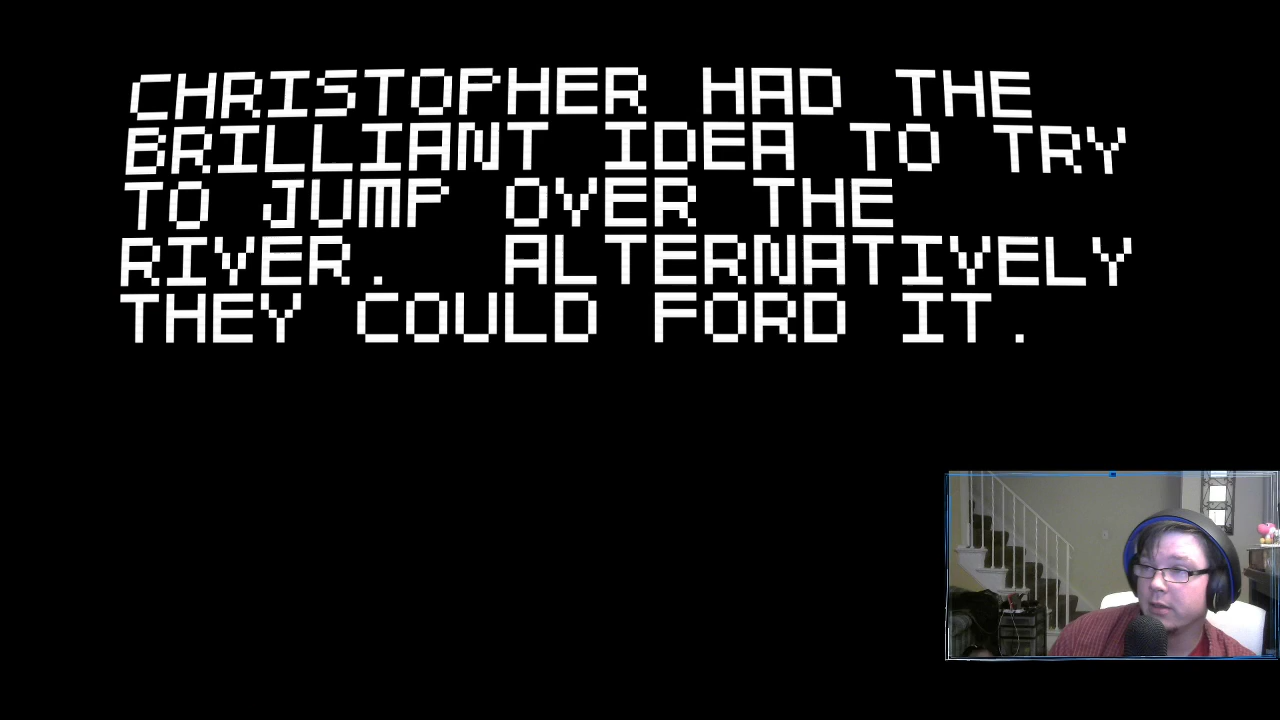 CHRISTOPHER HAD THE
BRILLIANT IDEA TO TRY
TO JUMP OVER THE
RIVER. ALTERNATIVELY
THEY COULD FORD IT.